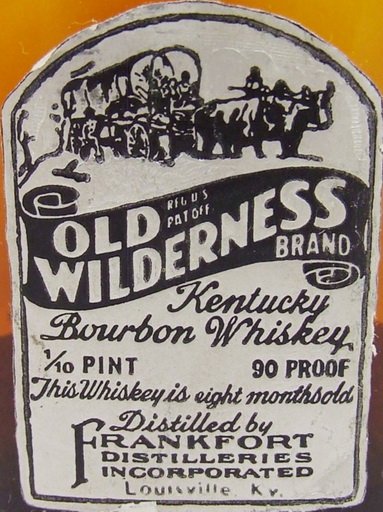 OLD REG U S
PAT OFF
WILDERNESS
BRAND
Kentucky
Bourbon Whiskey
1/10 PINT 90 PROOF
This Whiskey is eight months old
Distilled by
FRANKFORT
DISTILLERIES
INCORPORATED
Louisville, Ky.